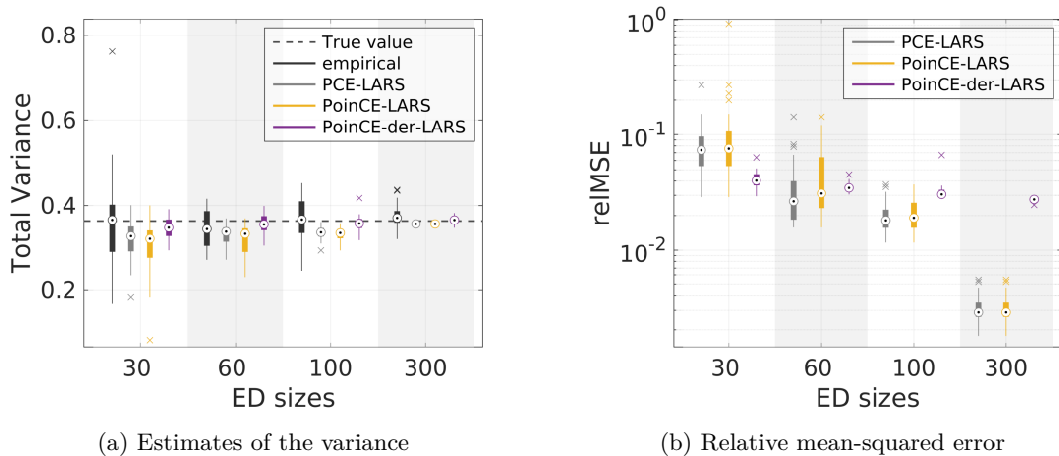 0.8
0.6
0.4
0.2
Total Variance
True value
empirical
PCE-LARS
PoinCE-LARS
PoinCE-der-LARS
30 60 100 300
ED sizes
(a) Estimates of the variance
10^0
10^-1
10^-2
relMSE
PCE-LARS
PoinCE-LARS
PoinCE-der-LARS
30 60 100 300
ED sizes
(b) Relative mean-squared error